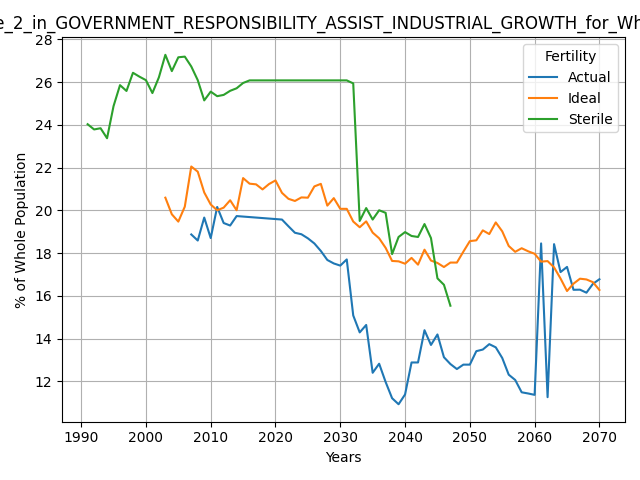 e_2_in_GOVERNMENT_RESPONSIBILITY_ASSIST_INDUSTRIAL_GROWTH_for_Wh
28
26
24
22
20
18
16
14
12
% of Whole Population
Fertility
Actual
Ideal
Sterile
1990 2000 2010 2020 2030 2040 2050 2060 2070
Years